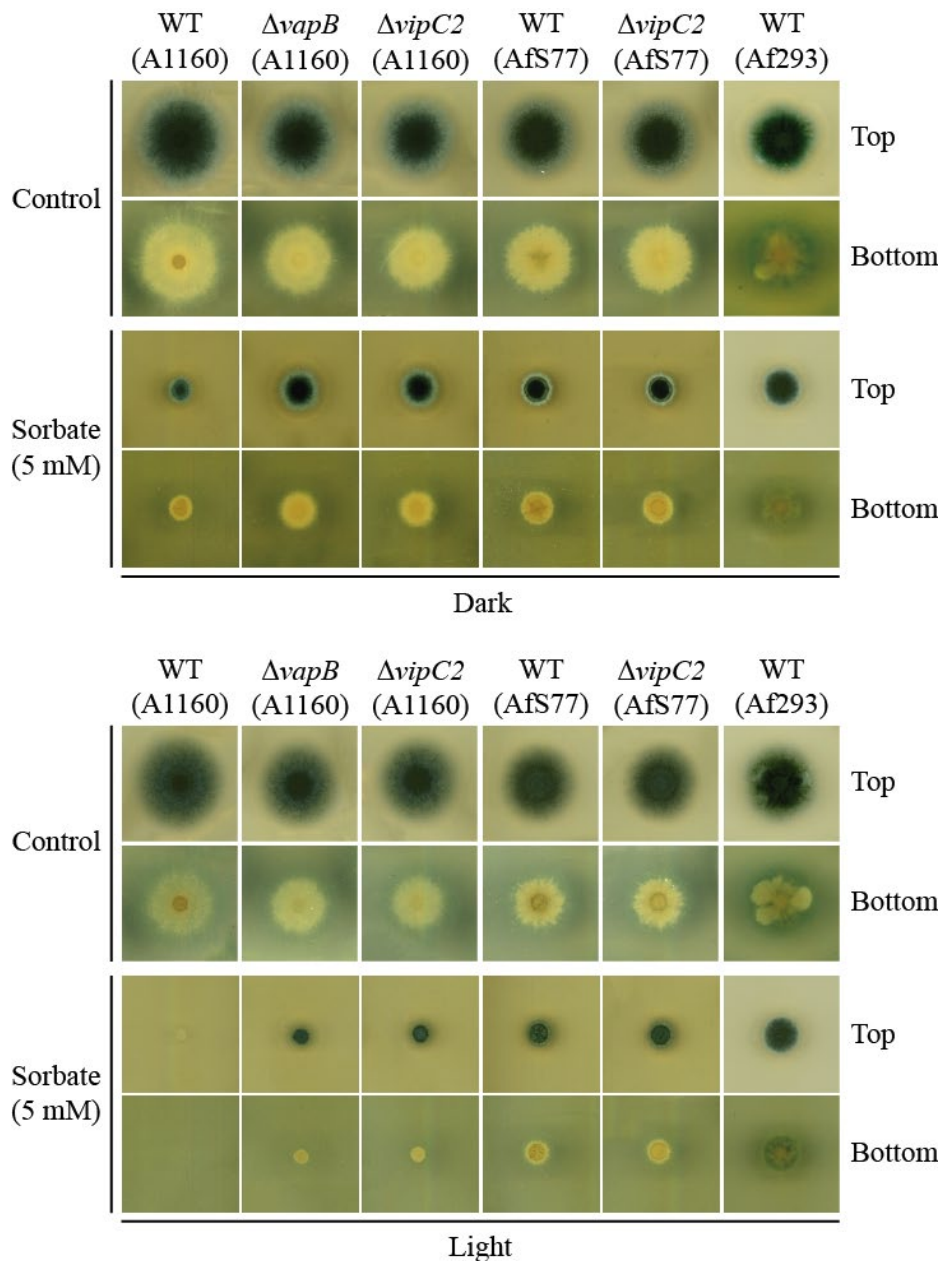 WT ΔvapB ΔvipC2 WT ΔvipC2 WT
(A1160) (A1160) (A1160) (AfS77) (AfS77) (Af293)
Top
Control
Bottom
Top
Sorbate
(5 mM)
Bottom
Dark
WT ΔvapB ΔvipC2 WT ΔvipC2 WT
(A1160) (A1160) (A1160) (AfS77) (AfS77) (Af293)
Top
Control
Bottom
Top
Sorbate
(5 mM)
Bottom
Light